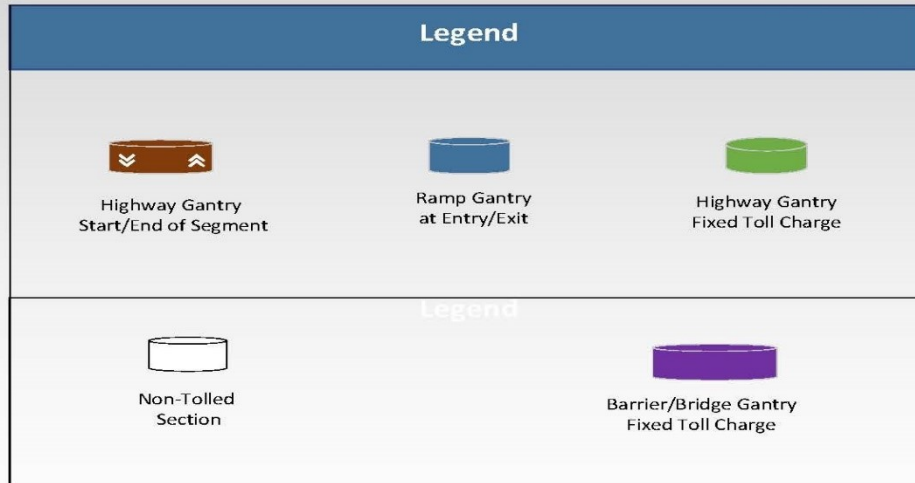 Legend
Highway Gantry
Start/End of Segment
Ramp Gantry
at Entry/Exit
Highway Gantry
Fixed Toll Charge
Legend
Non-Tolled
Section
Barrier/Bridge Gantry
Fixed Toll Charge